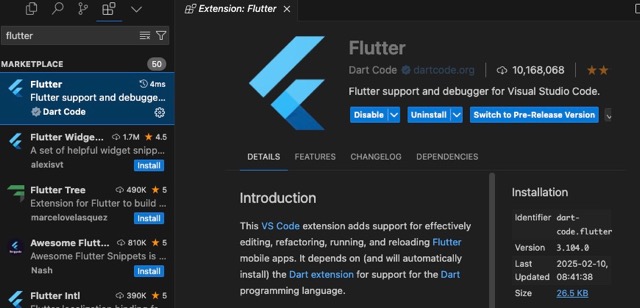 Extension: Flutter
flutter
MARKETPLACE 50
Flutter 4ms
Flutter support and debugge...
Dart Code
Flutter Widge... 1.7M ★ 4.5
A set of helpful widget snipp...
alexisvt Install
Flutter Tree 490K ★ 5
Extension for Flutter to build ...
marcelovelasquez Install
Awesome Flutt... 810K ★ 5
Awesome Flutter Snippets is ...
Nash Install
Flutter Intl 390K ★ 5
Flutter
Dart Code dartcode.org 10,168,068 ★★
Flutter support and debugger for Visual Studio Code.
Disable Uninstall Switch to Pre-Release Version
DETAILS FEATURES CHANGELOG DEPENDENCIES
Introduction
This VS Code extension adds support for effectively
editing, refactoring, running, and reloading Flutter
mobile apps. It depends on (and will automatically
install) the Dart extension for support for the Dart
programming language.
Installation
Identifier dart-
code.flutter
Version 3.104.0
Last 2025-02-10,
Updated 08:41:38
Size 26.5 KB